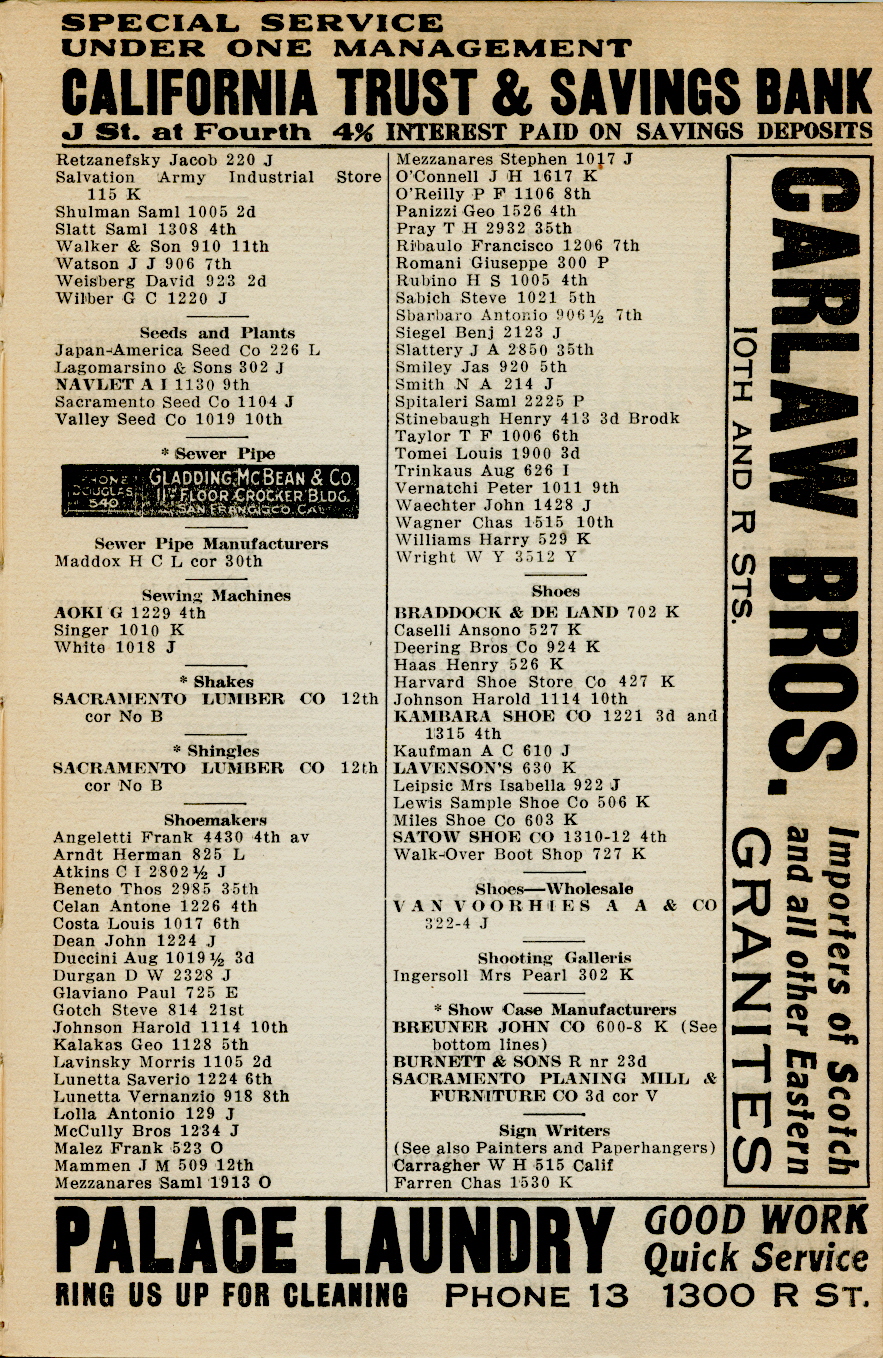 SPECIAL SERVICE
UNDER ONE MANAGEMENT
CALIFORNIA TRUST & SAVINGS BANK
J St. at Fourth 4% INTEREST PAID ON SAVINGS DEPOSITS
Retzanefsky Jacob 220 J
Salvation Army Industrial Store
115 K
Shulman Saml 1005 2d
Slatt Saml 1308 4th
Walker & Son 910 11th
Watson J J 906 7th
Weisberg David 923 2d
Wilber G C 1220 J
Seeds and Plants
Japan-America Seed Co 226 L
Lagomarsino & Sons 302 J
NAVLET A I 1130 9th
Sacramento Seed Co 1104 J
Valley Seed Co 1019 10th
* Sewer Pipe
PHONE DOUGLAS 540
GLADDING, McBEAN & CO.
11TH FLOOR CROCKER BLDG.
SAN FRANCISCO, CAL
Sewer Pipe Manufacturers
Maddox H C L cor 30th
Sewing Machines
AOKI G 1229 4th
Singer 1010 K
White 1018 J
* Shakes
SACRAMENTO LUMBER CO 12th
cor No B
* Shingles
SACRAMENTO LUMBER CO 12th
cor No B
Shoemakers
Angeletti Frank 4430 4th av
Arndt Herman 825 L
Atkins C I 2802½ J
Beneto Thos 2985 35th
Celan Antone 1226 4th
Costa Louis 1017 6th
Dean John 1224 J
Duccini Aug 1019½ 3d
Durgan D W 2328 J
Glaviano Paul 725 E
Gotch Steve 814 21st
Johnson Harold 1114 10th
Kalakas Geo 1128 5th
Lavinsky Morris 1105 2d
Lunetta Saverio 1224 6th
Lunetta Vernanzio 918 8th
Lolla Antonio 129 J
McCully Bros 1234 J
Malez Frank 523 O
Mammen J M 509 12th
Mezzanares Saml 1913 O
Mezzanares Stephen 1017 J
O'Connell J H 1617 K
O'Reilly P F 1106 8th
Panizzi Geo 1526 4th
Pray T H 2932 35th
Ribaulo Francisco 1206 7th
Romani Giuseppe 300 P
Rubino H S 1005 4th
Sabich Steve 1021 5th
Sbarbaro Antonio 906½ 7th
Siegel Benj 2123 J
Slattery J A 2850 35th
Smiley Jas 920 5th
Smith N A 214 J
Spitaleri Saml 2225 P
Stinebaugh Henry 413 3d Brodk
Taylor T F 1006 6th
Tomei Louis 1900 3d
Trinkaus Aug 626 I
Vernatchi Peter 1011 9th
Waechter John 1428 J
Wagner Chas 1515 10th
Williams Harry 529 K
Wright W Y 3512 Y
Shoes
BRADDOCK & DE LAND 702 K
Caselli Ansono 527 K
Deering Bros Co 924 K
Haas Henry 526 K
Harvard Shoe Store Co 427 K
Johnson Harold 1114 10th
KAMBARA SHOE CO 1221 3d and
1315 4th
Kaufman A C 610 J
LAVENSON'S 630 K
Leipsic Mrs Isabella 922 J
Lewis Sample Shoe Co 506 K
Miles Shoe Co 603 K
SATOW SHOE CO 1310-12 4th
Walk-Over Boot Shop 727 K
Shoes—Wholesale
VAN VOORHIES A A & CO
322-4 J
Shooting Galleris
Ingersoll Mrs Pearl 302 K
* Show Case Manufacturers
BREUNER JOHN CO 600-8 K (See
bottom lines)
BURNETT & SONS R nr 23d
SACRAMENTO PLANING MILL &
FURNITURE CO 3d cor V
Sign Writers
(See also Painters and Paperhangers)
Carragher W H 515 Calif
Farren Chas 1530 K
CARLAW BROS.
10TH AND R STS.
Importers of Scotch
and all other Eastern
GRANITES
PALACE LAUNDRY
GOOD WORK
Quick Service
RING US UP FOR CLEANING PHONE 13 1300 R ST.